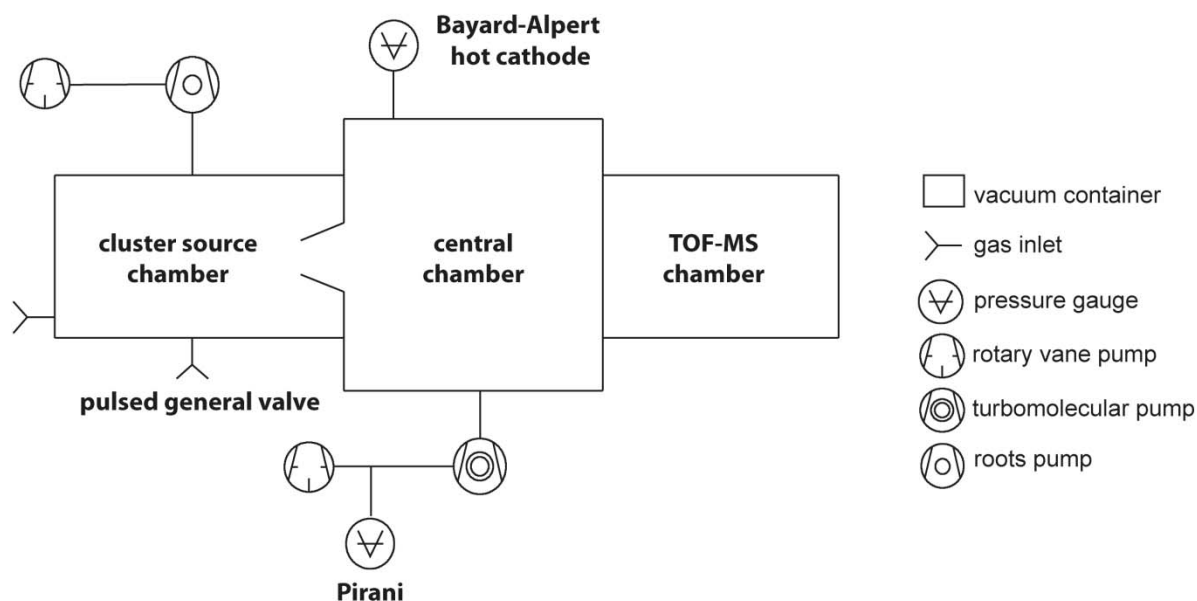 Bayard-Alpert
hot cathode
cluster source
chamber
central
chamber
TOF-MS
chamber
pulsed general valve
Pirani
vacuum container
gas inlet
pressure gauge
rotary vane pump
turbomolecular pump
roots pump